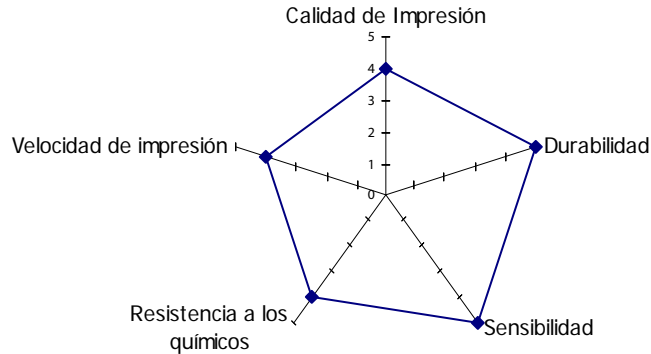 Calidad de Impresión
5
4
3
2
1
0
Velocidad de impresión
Durabilidad
Resistencia a los
químicos
Sensibilidad